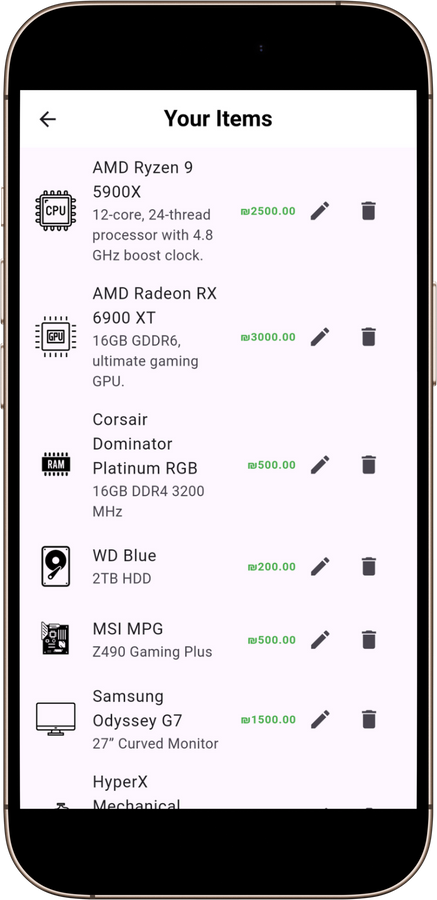 Your Items
AMD Ryzen 9
5900X
12-core, 24-thread
processor with 4.8
GHz boost clock.
CPU
₪2500.00
AMD Radeon RX
6900 XT
16GB GDDR6,
ultimate gaming
GPU.
GPU
₪3000.00
Corsair
Dominator
Platinum RGB
16GB DDR4 3200
MHz
RAM
₪500.00
WD Blue
2TB HDD
₪200.00
MSI MPG
Z490 Gaming Plus
₪500.00
Samsung
Odyssey G7
27” Curved Monitor
₪1500.00
HyperX
Mechanical